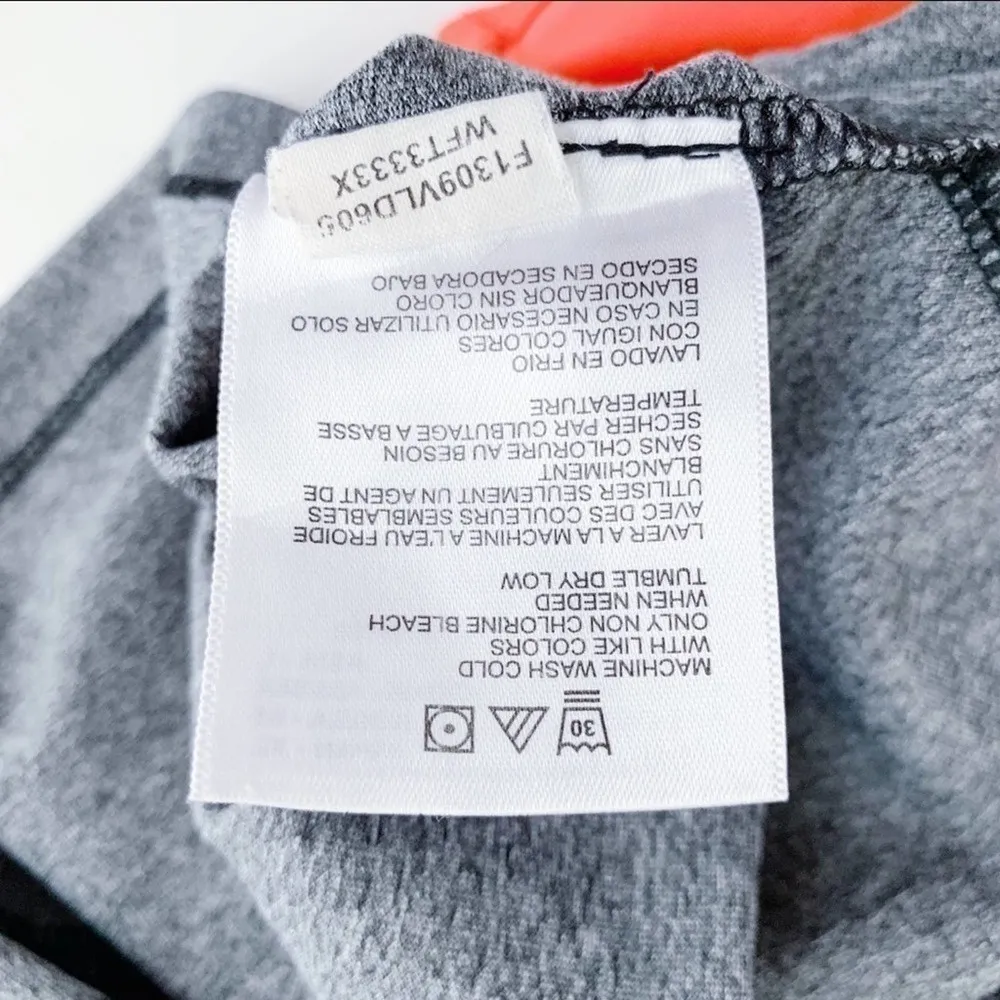 30
MACHINE WASH COLD
WITH LIKE COLORS
ONLY NON CHLORINE BLEACH
WHEN NEEDED
TUMBLE DRY LOW
LAVER A LA MACHINE A L'EAU FROIDE
AVEC DES COULEURS SEMBLABLES
UTILISER SEULEMENT UN AGENT DE
BLANCHIMENT
SANS CHLORURE AU BESOIN
SECHER PAR CULBUTAGE A BASSE
TEMPERATURE
LAVADO EN FRIO
CON IGUAL COLORES
EN CASO NECESARIO UTILIZAR SOLO
BLANQUEADOR SIN CLORO
SECADO EN SECADORA BAJO
F1309VLD605
WFT3333X